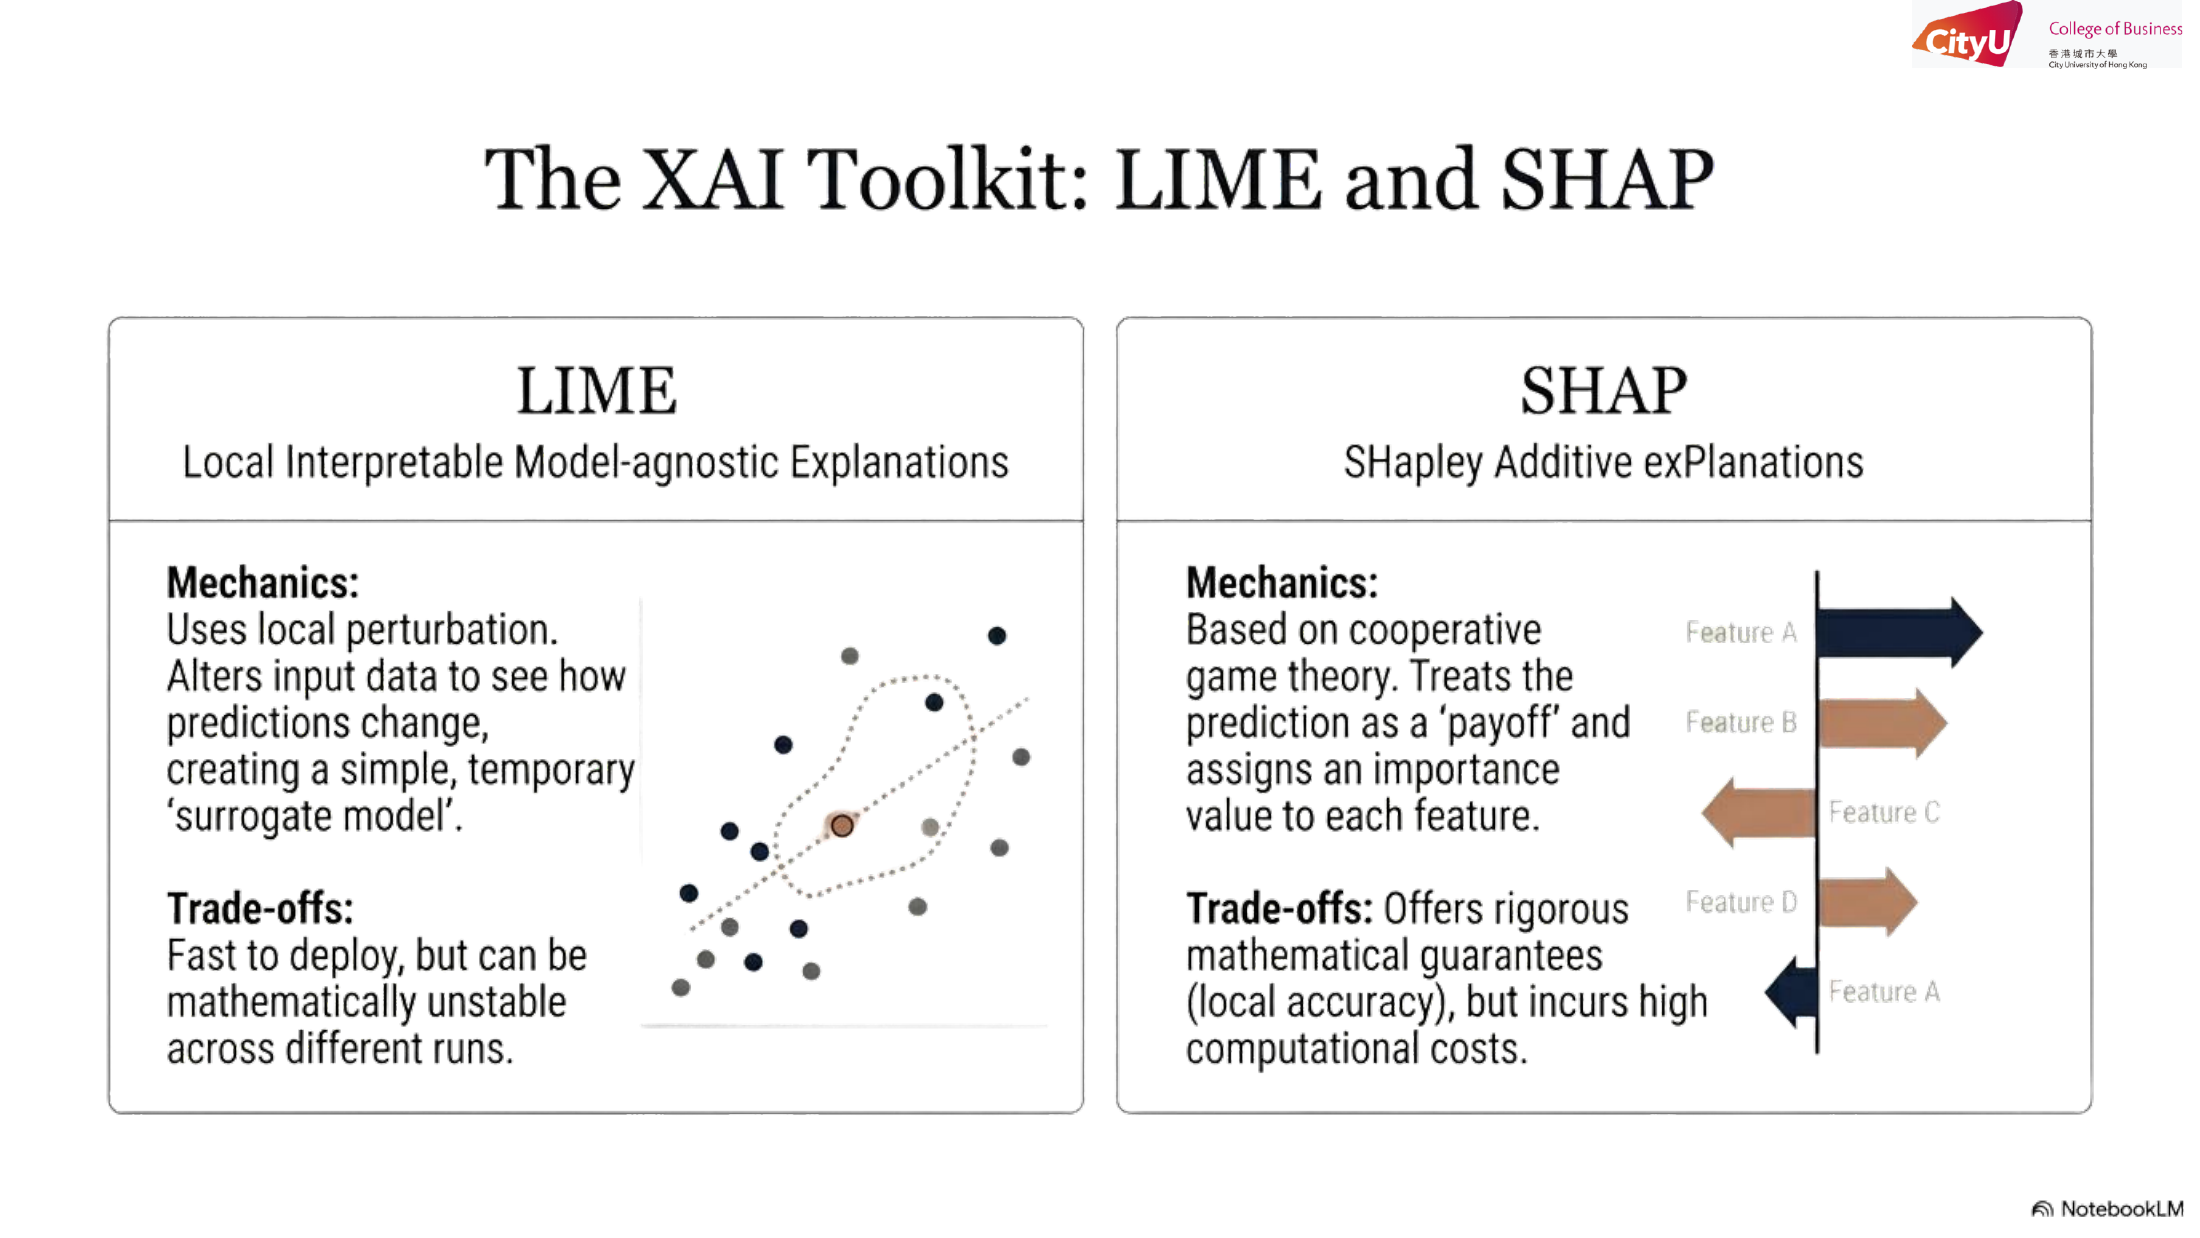 CityU
College of Business
香港城市大學
City University of Hong Kong
The XAI Toolkit: LIME and SHAP
LIME
Local Interpretable Model-agnostic Explanations
Mechanics:
Uses local perturbation.
Alters input data to see how
predictions change,
creating a simple, temporary
‘surrogate model’.
Trade-offs:
Fast to deploy, but can be
mathematically unstable
across different runs.
SHAP
SHapley Additive exPlanations
Mechanics:
Based on cooperative
game theory. Treats the
prediction as a ‘payoff’ and
assigns an importance
value to each feature.
Trade-offs: Offers rigorous
mathematical guarantees
(local accuracy), but incurs high
computational costs.
Feature A
Feature B
Feature C
Feature D
Feature A
NotebookLM